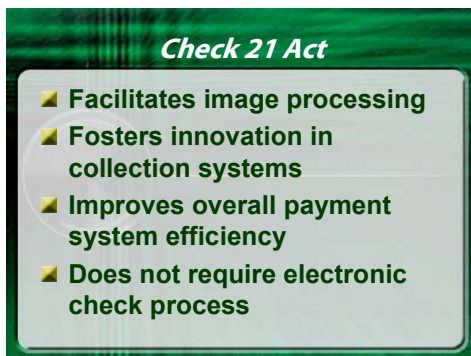 Check 21 Act
Facilitates image processing
Fosters innovation in
collection systems
Improves overall payment
system efficiency
Does not require electronic
check process